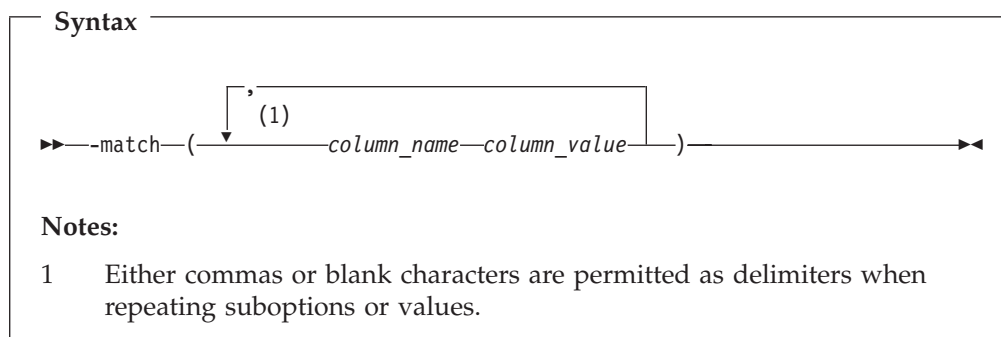 Syntax
,
(1)
-match ( column_name column_value )
Notes:
1 Either commas or blank characters are permitted as delimiters when
repeating suboptions or values.